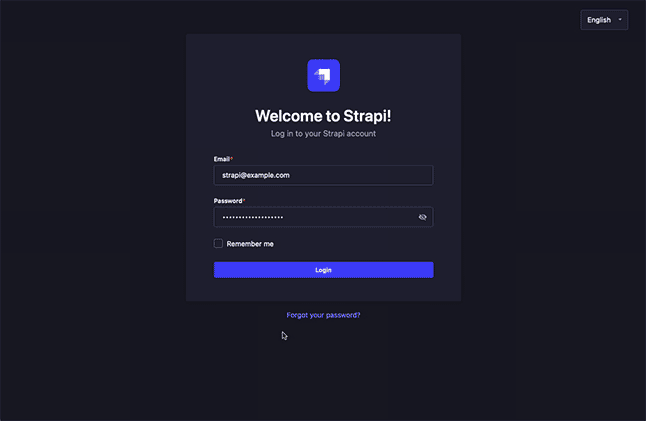 English
Welcome to Strapi!
Log in to your Strapi account
Email*
strapi@example.com
Password*
•••••••••••••••••••
Remember me
Login
Forgot your password?